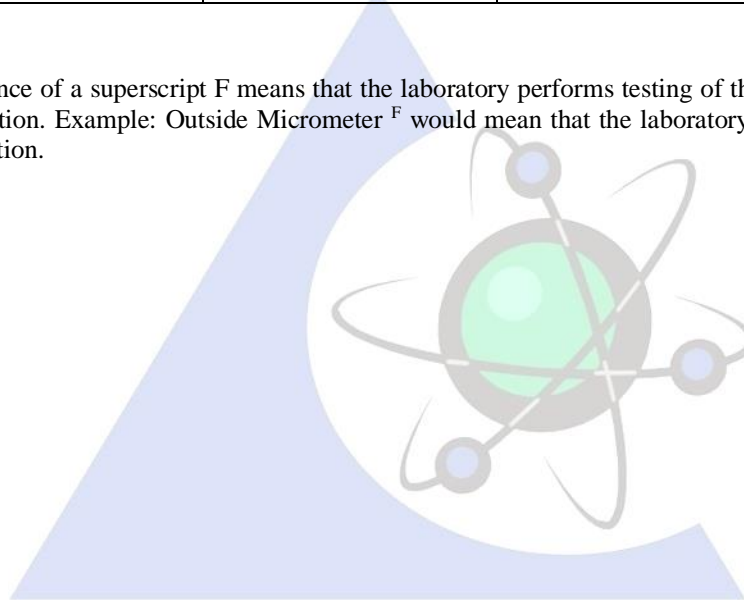 nce of a superscript F means that the laboratory performs testing of th
tion. Example: Outside Micrometer F would mean that the laboratory
tion.